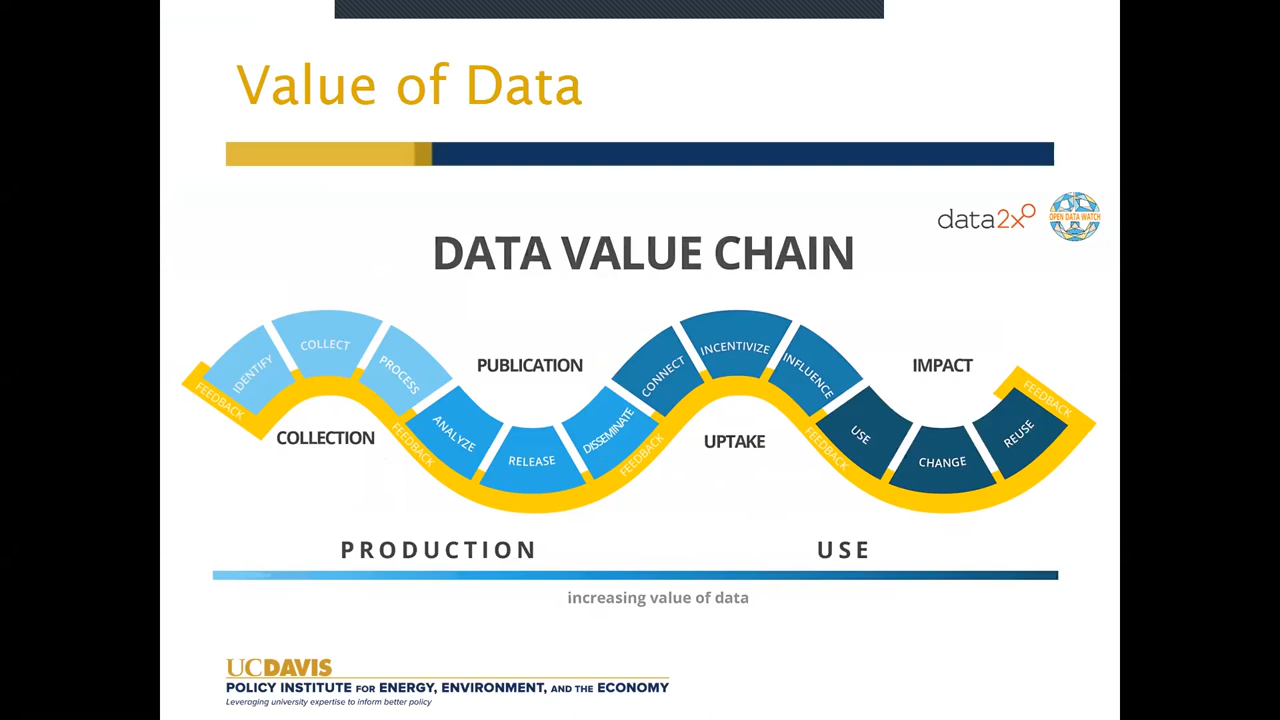 Value of Data
data2x
OPEN DATA WATCH
DATA VALUE CHAIN
IDENTIFY
COLLECT
PROCESS
PUBLICATION
CONNECT
INCENTIVIZE
INFLUENCE
IMPACT
FEEDBACK
FEEDBACK
COLLECTION
FEEDBACK
ANALYZE
RELEASE
DISSEMINATE
FEEDBACK
UPTAKE
FEEDBACK
USE
CHANGE
REUSE
PRODUCTION
USE
increasing value of data
UCDAVIS
POLICY INSTITUTE FOR ENERGY, ENVIRONMENT, AND THE ECONOMY
Leveraging university expertise to inform better policy